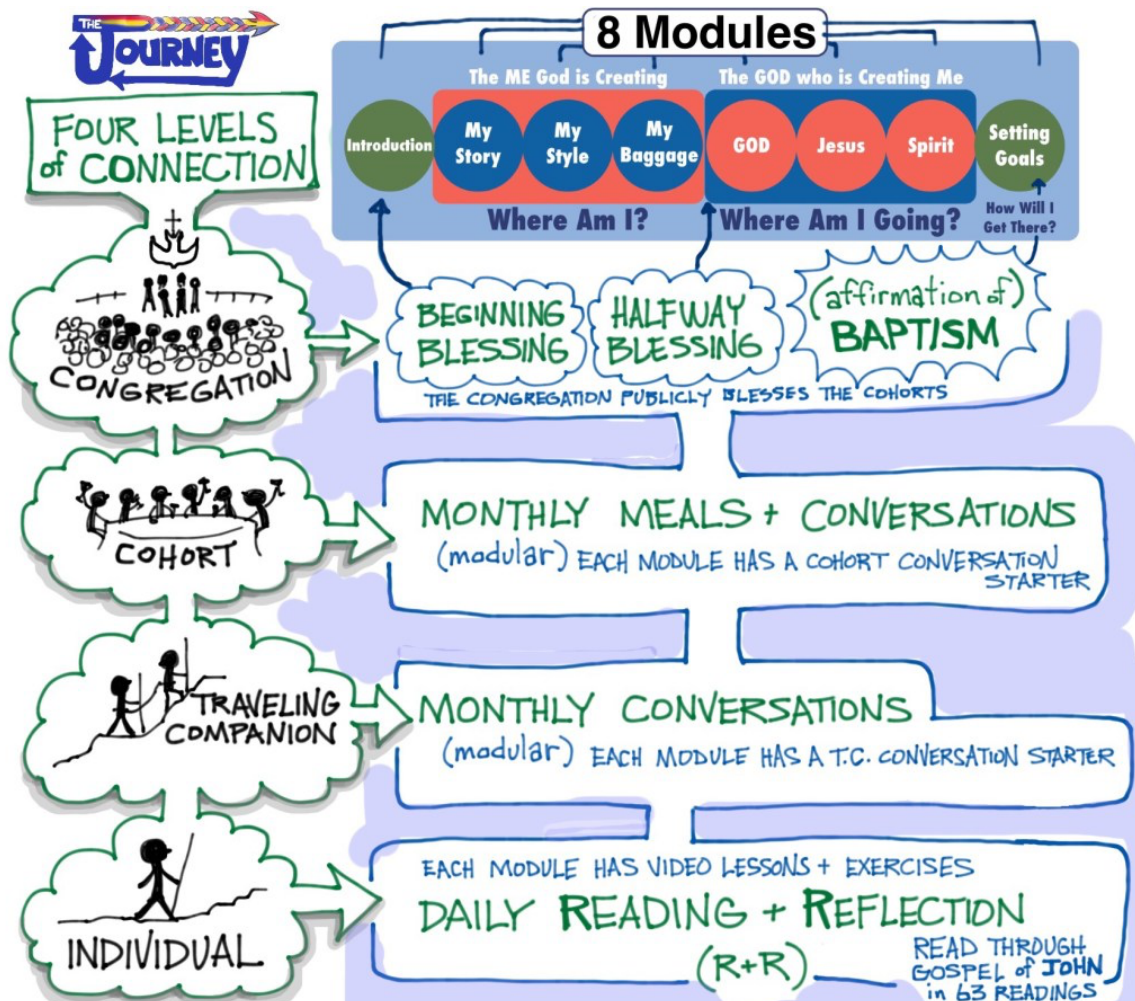 THE
JOURNEY
8 Modules
The ME God is Creating
The GOD who is Creating Me
Introduction
My
Story
My
Style
My
Baggage
GOD
Jesus
Spirit
Setting
Goals
Where Am I?
Where Am I Going?
How Will I
Get There?
FOUR LEVELS
of CONNECTION
CONGREGATION
BEGINNING
BLESSING
HALFWAY
BLESSING
(affirmation of)
BAPTISM
THE CONGREGATION PUBLICLY BLESSES THE COHORTS
COHORT
MONTHLY MEALS + CONVERSATIONS
(modular) EACH MODULE HAS A COHORT CONVERSATION
STARTER
TRAVELING
COMPANION
MONTHLY CONVERSATIONS
(modular) EACH MODULE HAS A T.C. CONVERSATION STARTER
INDIVIDUAL
EACH MODULE HAS VIDEO LESSONS + EXERCISES
DAILY READING + REFLECTION
(R+R)
READ THROUGH
GOSPEL of JOHN
in 63 READINGS